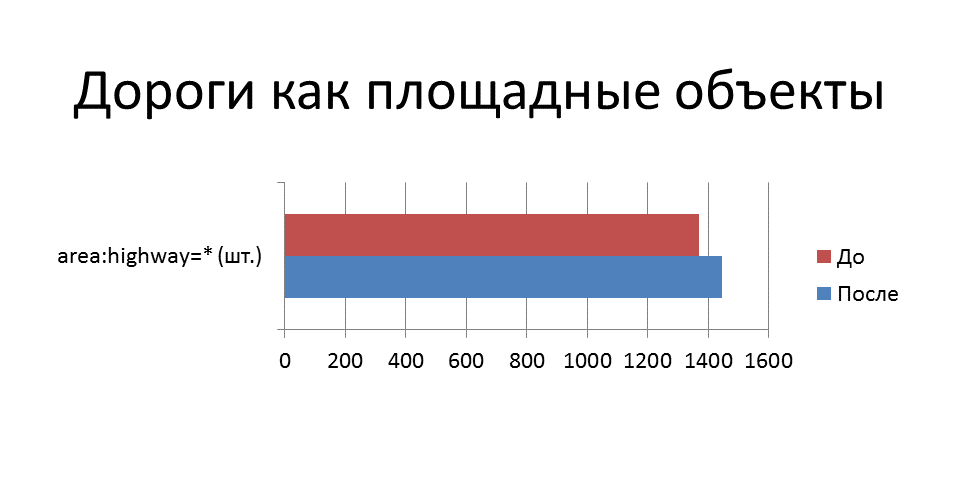 Дороги как площадные объекты
area:highway=* (шт.)
До
После
0 200 400 600 800 1000 1200 1400 1600